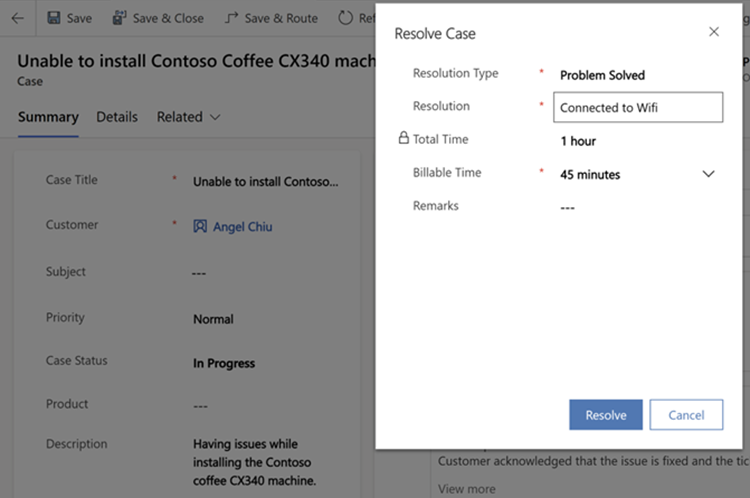 Save
Save & Close
Save & Route
Unable to install Contoso Coffee CX340 mach
Case
Summary
Details
Related
Case Title * Unable to install Contoso...
Customer * Angel Chiu
Subject ---
Priority Normal
Case Status In Progress
Product ---
Description Having issues while
installing the Contoso
coffee CX340 machine.
Resolve Case
Resolution Type * Problem Solved
Resolution * Connected to Wifi
Total Time 1 hour
Billable Time * 45 minutes
Remarks ---
Resolve
Cancel
Customer acknowledged that the issue is fixed and the tic
View more